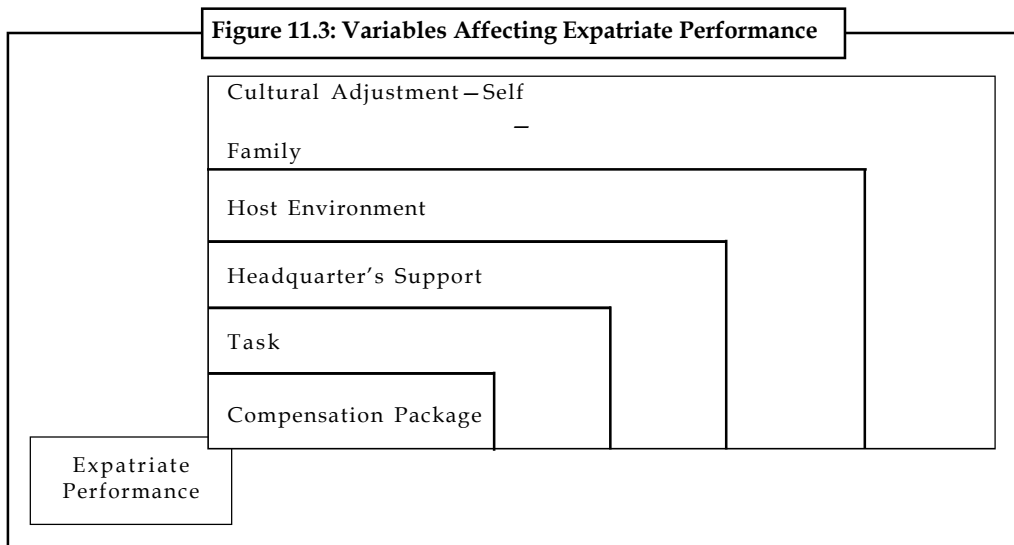 Figure 11.3: Variables Affecting Expatriate Performance
Cultural Adjustment — Self
—
Family
Host Environment
Headquarter's Support
Task
Compensation Package
Expatriate
Performance